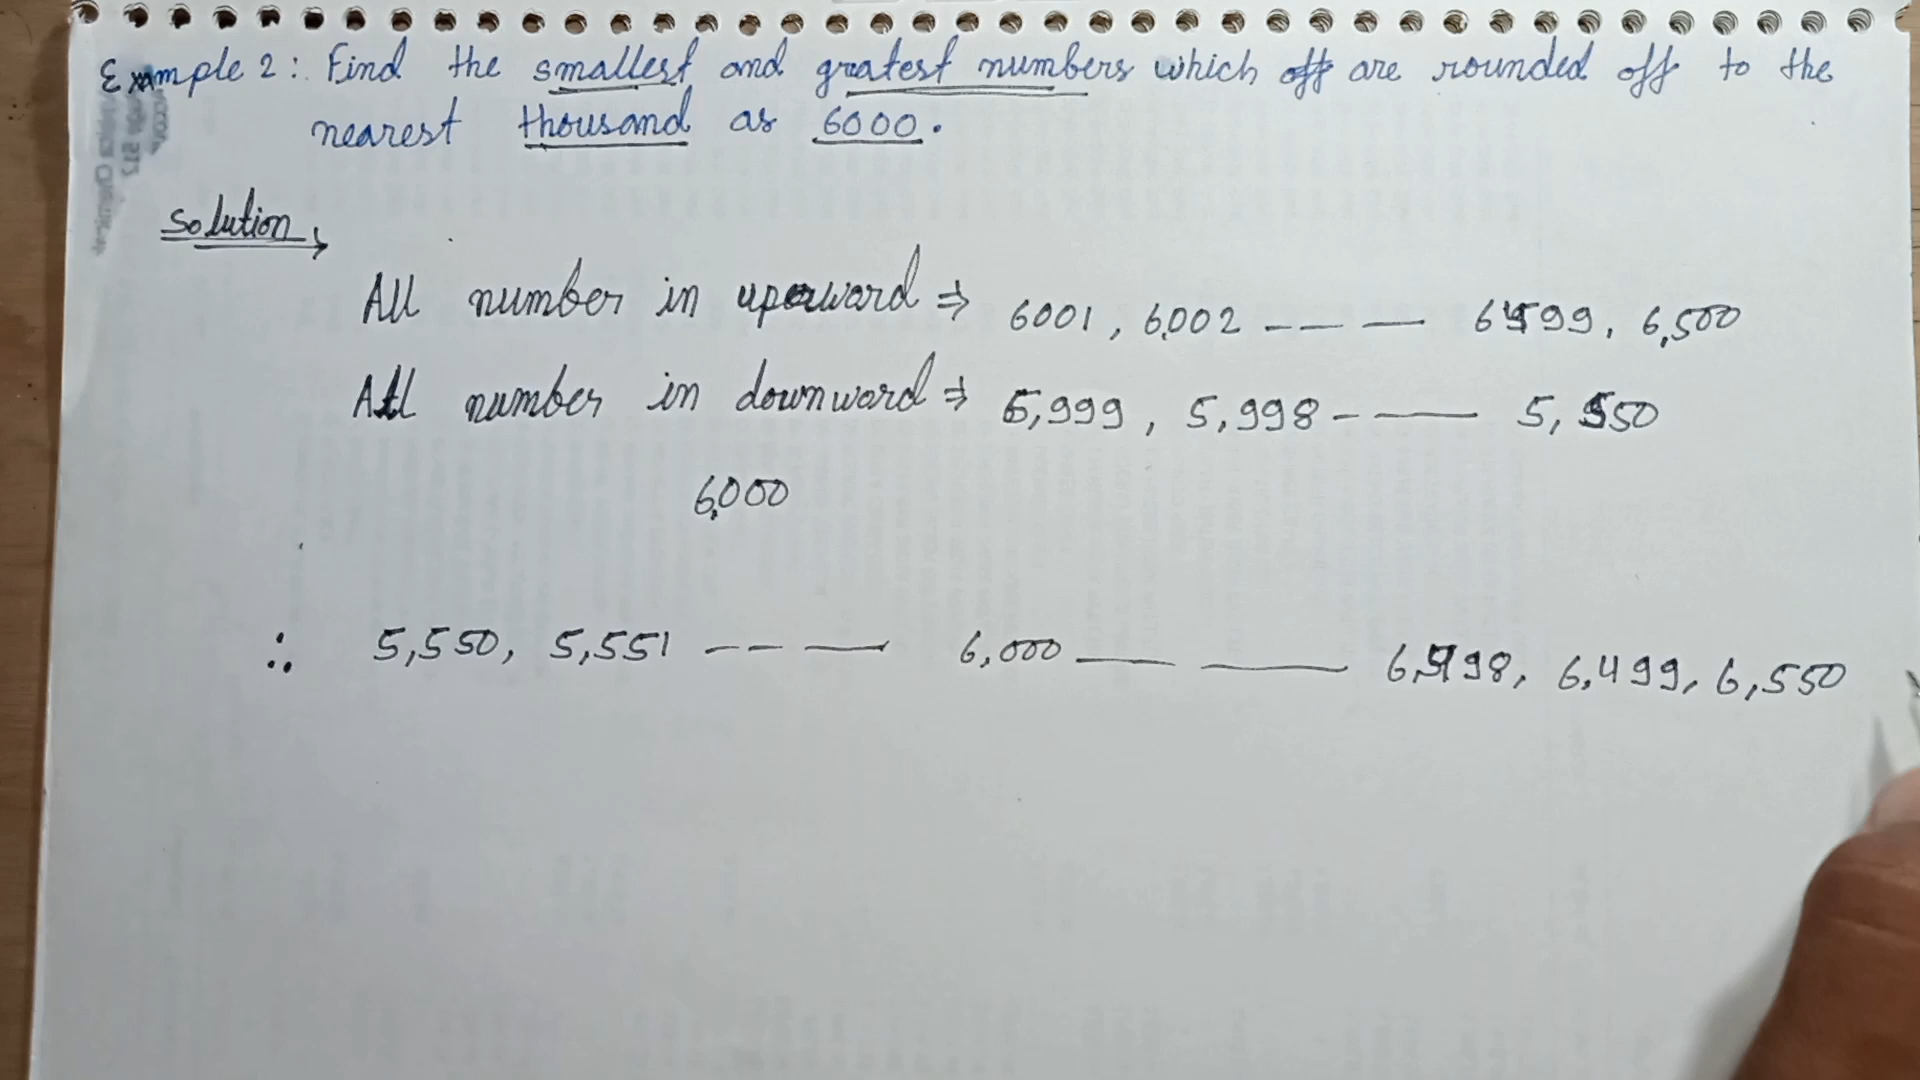 Example 2: Find the smallest and gratest numbers which off are rounded off to the
nearest thousand as 6000.
Solution
All number in upward ⇒ 6001, 6,002 -- — 6499, 6,500
All number in downward ⇒ 5,999, 5,998 - — 5,550
6,000
∴ 5,550, 5,551 -- — 6,000 — — 6,498, 6,499, 6,550